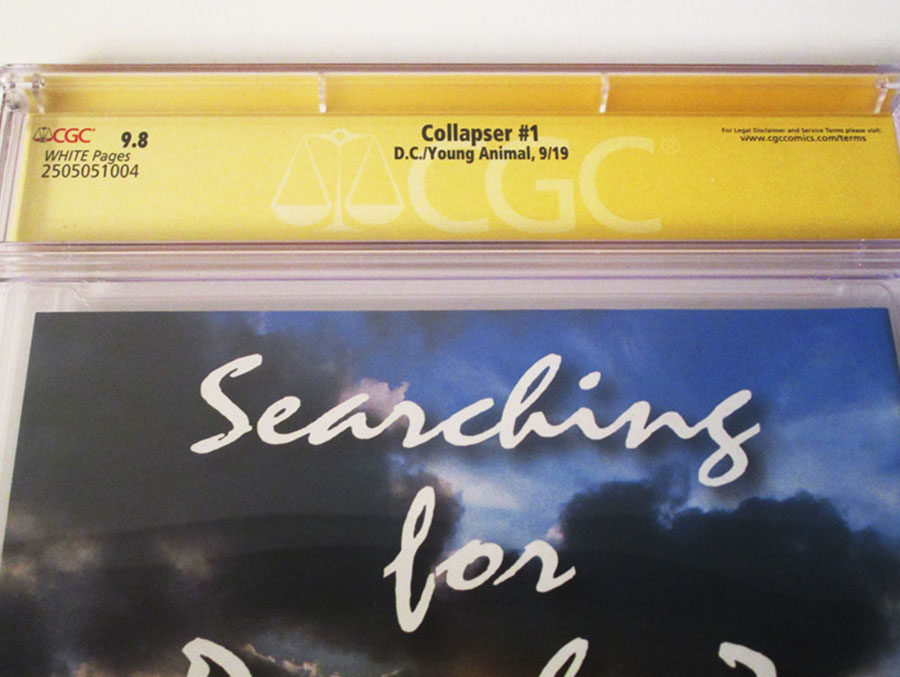 CGC 9.8
WHITE Pages
2505051004
Collapser #1
D.C./Young Animal, 9/19
For Legal Disclaimer and Service Terms please visit:
www.cgccomics.com/terms
CGC
Searching
for